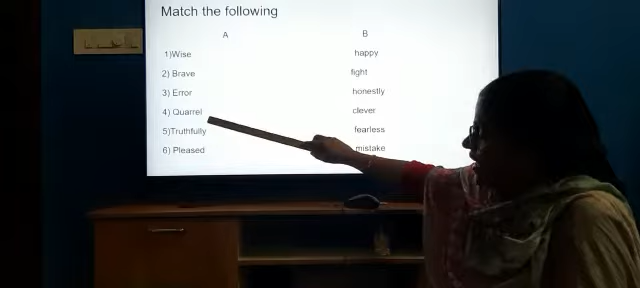 Match the following
A B
1)Wise happy
2) Brave fight
3) Error honestly
4) Quarrel clever
5)Truthfully fearless
6) Pleased mistake